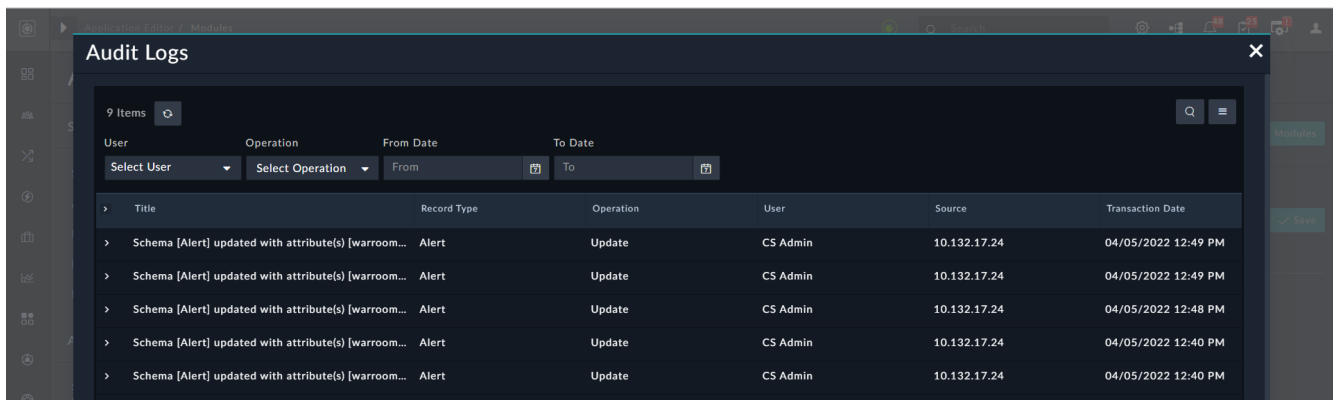 Application Editor / Modules
Search
48
25
!
Audit Logs
9 Items
Modules
User
Operation
From Date
To Date
Select User
Select Operation
From
To
Save
Title
Record Type
Operation
User
Source
Transaction Date
Schema [Alert] updated with attribute(s) [warroom... Alert Update CS Admin 10.132.17.24 04/05/2022 12:49 PM
Schema [Alert] updated with attribute(s) [warroom... Alert Update CS Admin 10.132.17.24 04/05/2022 12:49 PM
Schema [Alert] updated with attribute(s) [warroom... Alert Update CS Admin 10.132.17.24 04/05/2022 12:48 PM
Schema [Alert] updated with attribute(s) [warroom... Alert Update CS Admin 10.132.17.24 04/05/2022 12:40 PM
Schema [Alert] updated with attribute(s) [warroom... Alert Update CS Admin 10.132.17.24 04/05/2022 12:40 PM